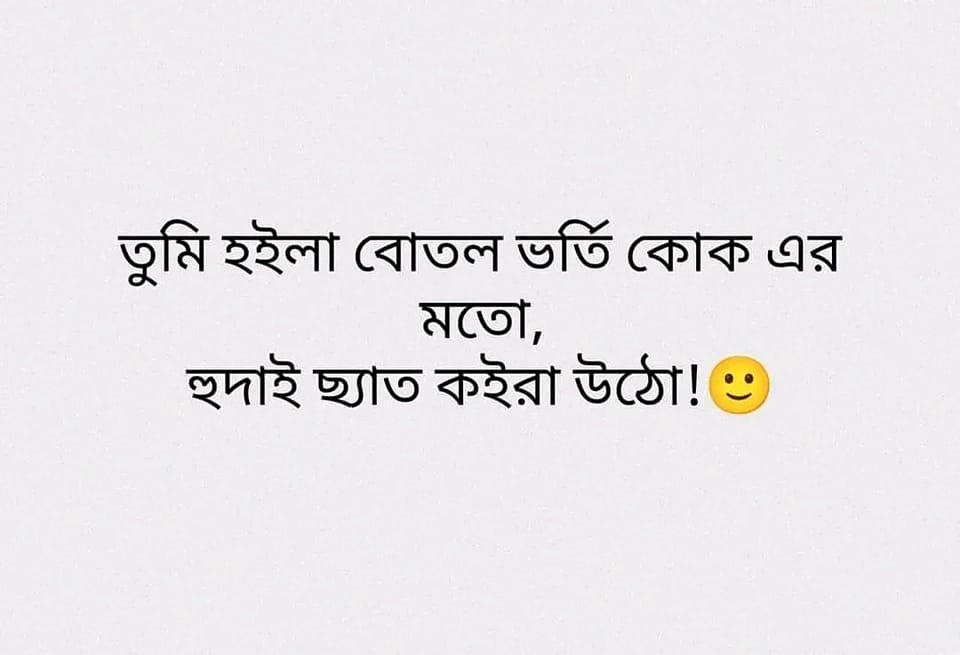 তুমি হইলা বোতল ভর্তি কোক এর
মতো,
হুদাই ছ্যাত কইরা উঠো!🙂